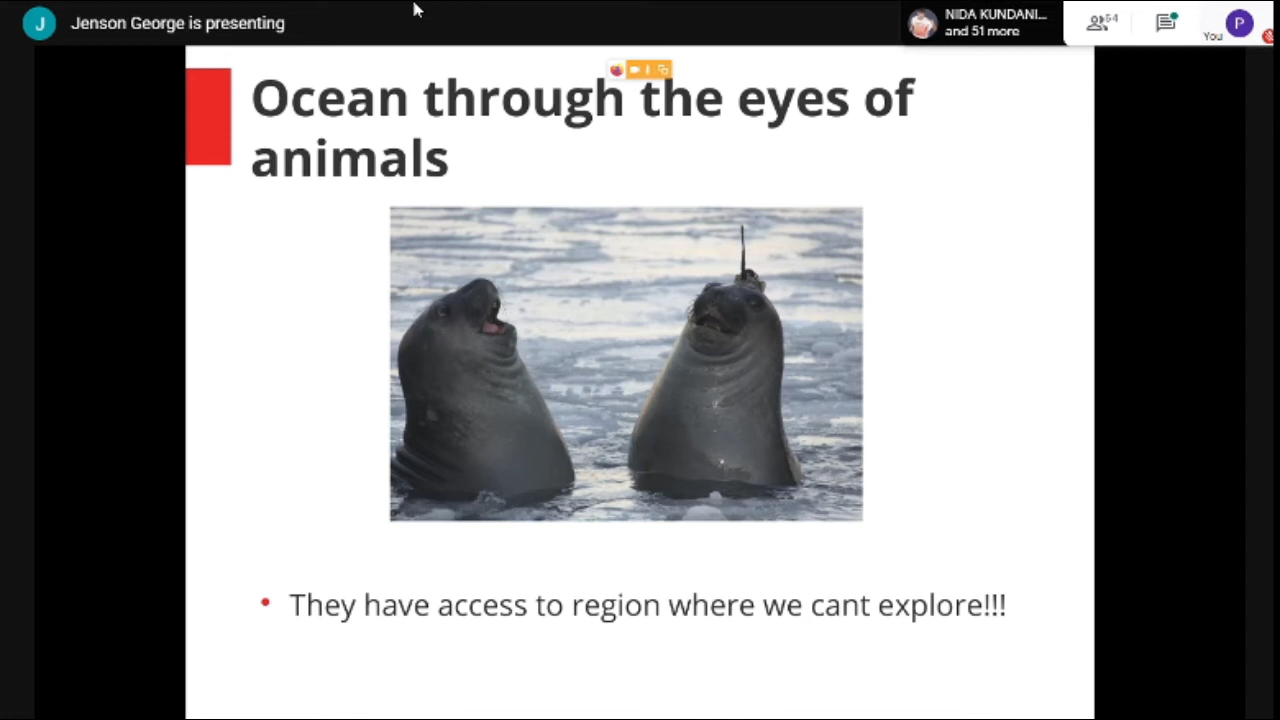 J
Jenson George is presenting
NIDA KUNDANI...
and 51 more
54
You
P
Ocean through the eyes of
animals
• They have access to region where we cant explore!!!